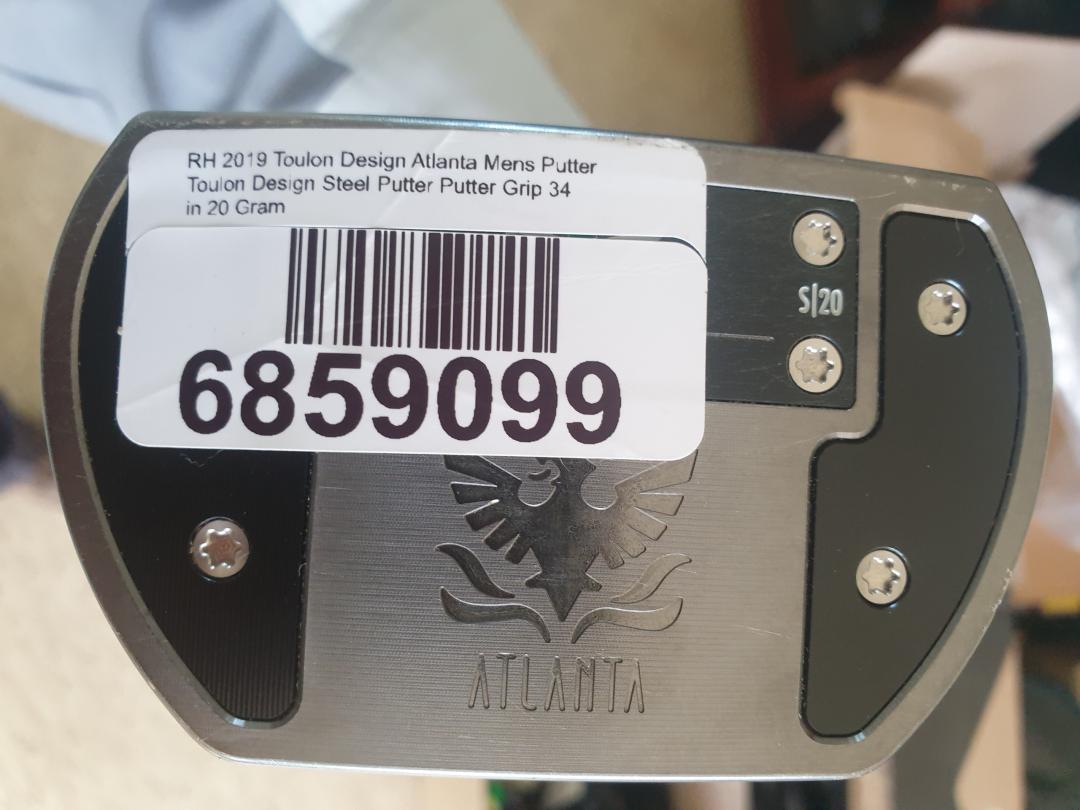 RH 2019 Toulon Design Atlanta Mens Putter
Toulon Design Steel Putter Putter Grip 34
in 20 Gram
6859099
S|20
ATLANTA